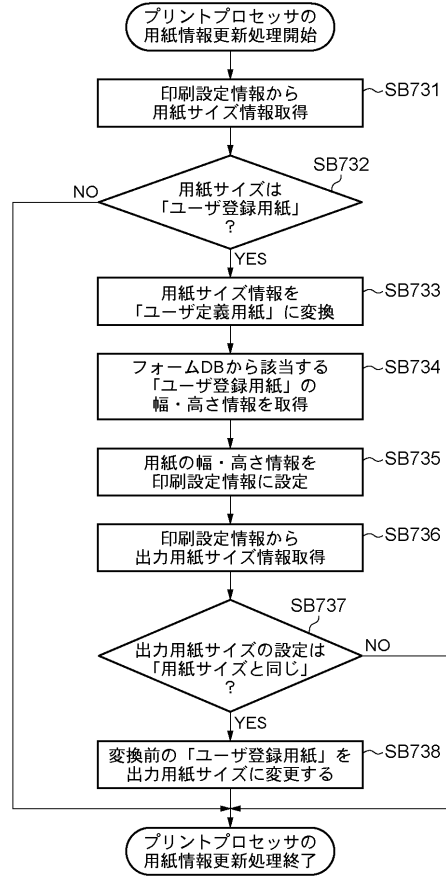 プリントプロセッサの
用紙情報更新処理開始
印刷設定情報から
用紙サイズ情報取得
SB731
SB732
用紙サイズは
「ユーザ登録用紙」
?
NO
YES
用紙サイズ情報を
「ユーザ定義用紙」に変換
SB733
フォームDBから該当する
「ユーザ登録用紙」の
幅・高さ情報を取得
SB734
用紙の幅・高さ情報を
印刷設定情報に設定
SB735
印刷設定情報から
出力用紙サイズ情報取得
SB736
SB737
出力用紙サイズの設定は
「用紙サイズと同じ」
?
NO
YES
変換前の「ユーザ登録用紙」を
出力用紙サイズに変更する
SB738
プリントプロセッサの
用紙情報更新処理終了